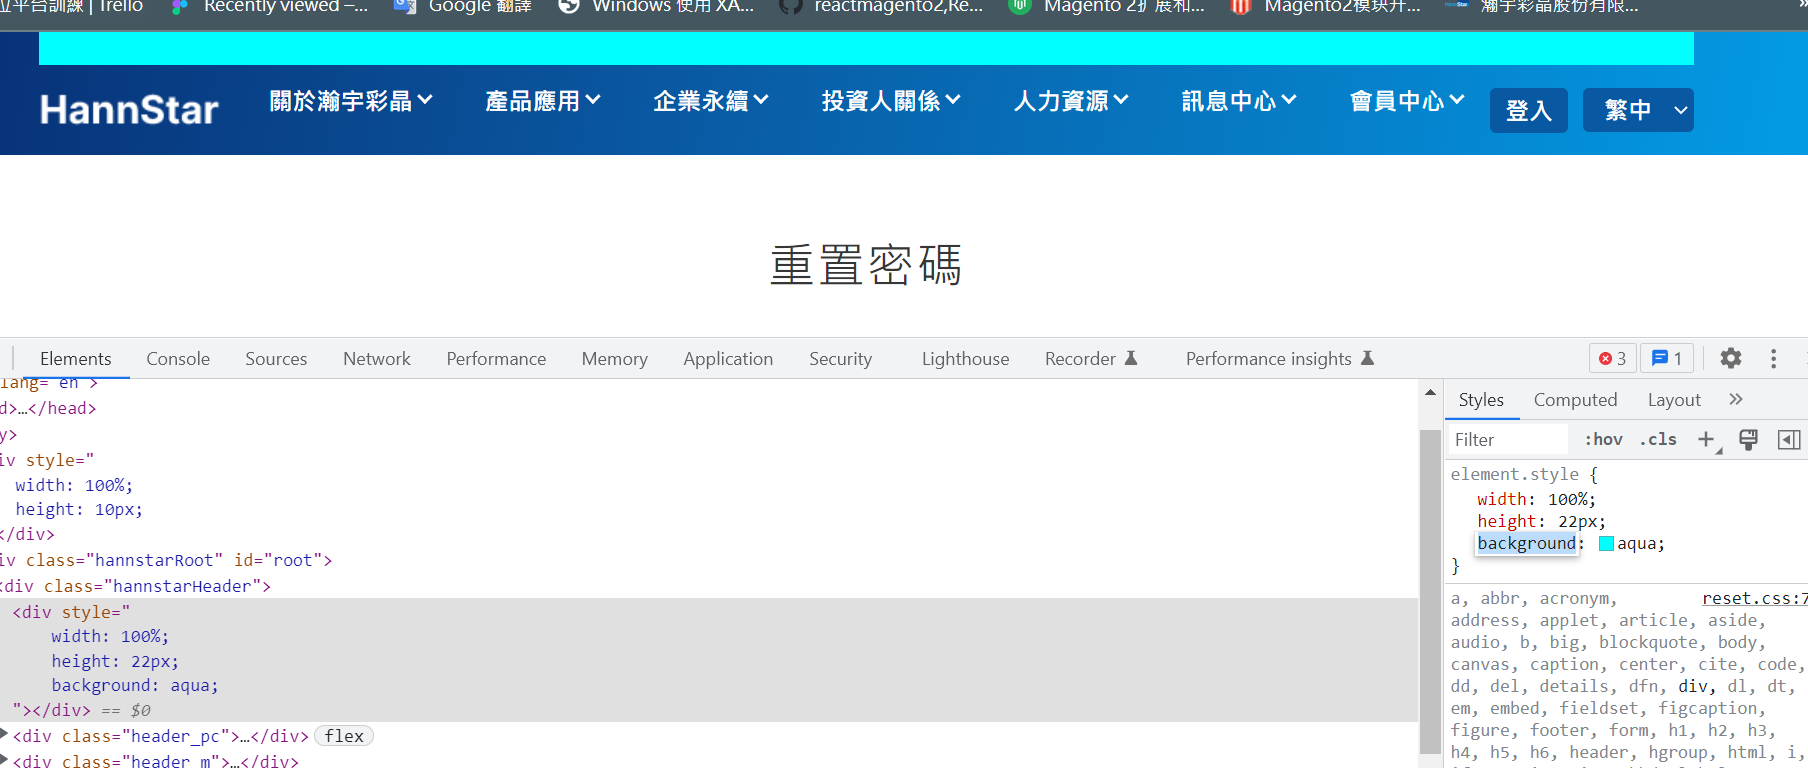 立平台訓練 | Trello Recently viewed –... Google 翻譯 Windows 使用 XA... reactmagento2,Re... Magento 2扩展和... Magento2模块开... 瀚宇彩晶股份有限... »
HannStar 關於瀚宇彩晶 產品應用 企業永續 投資人關係 人力資源 訊息中心 會員中心 登入 繁中
重置密碼
Elements Console Sources Network Performance Memory Application Security Lighthouse Recorder Performance insights 3 1
lang="en">
d>…</head>
y>
iv style="
width: 100%;
height: 10px;
</div>
iv class="hannstarRoot" id="root">
<div class="hannstarHeader">
<div style="
width: 100%;
height: 22px;
background: aqua;
"></div> == $0
<div class="header_pc">…</div> flex
<div class="header_m">…</div>
Styles Computed Layout »
Filter :hov .cls +
element.style {
width: 100%;
height: 22px;
background: aqua;
}
a, abbr, acronym, reset.css:7
address, applet, article, aside,
audio, b, big, blockquote, body,
canvas, caption, center, cite, code,
dd, del, details, dfn, div, dl, dt,
em, embed, fieldset, figcaption,
figure, footer, form, h1, h2, h3,
h4, h5, h6, header, hgroup, html, i,